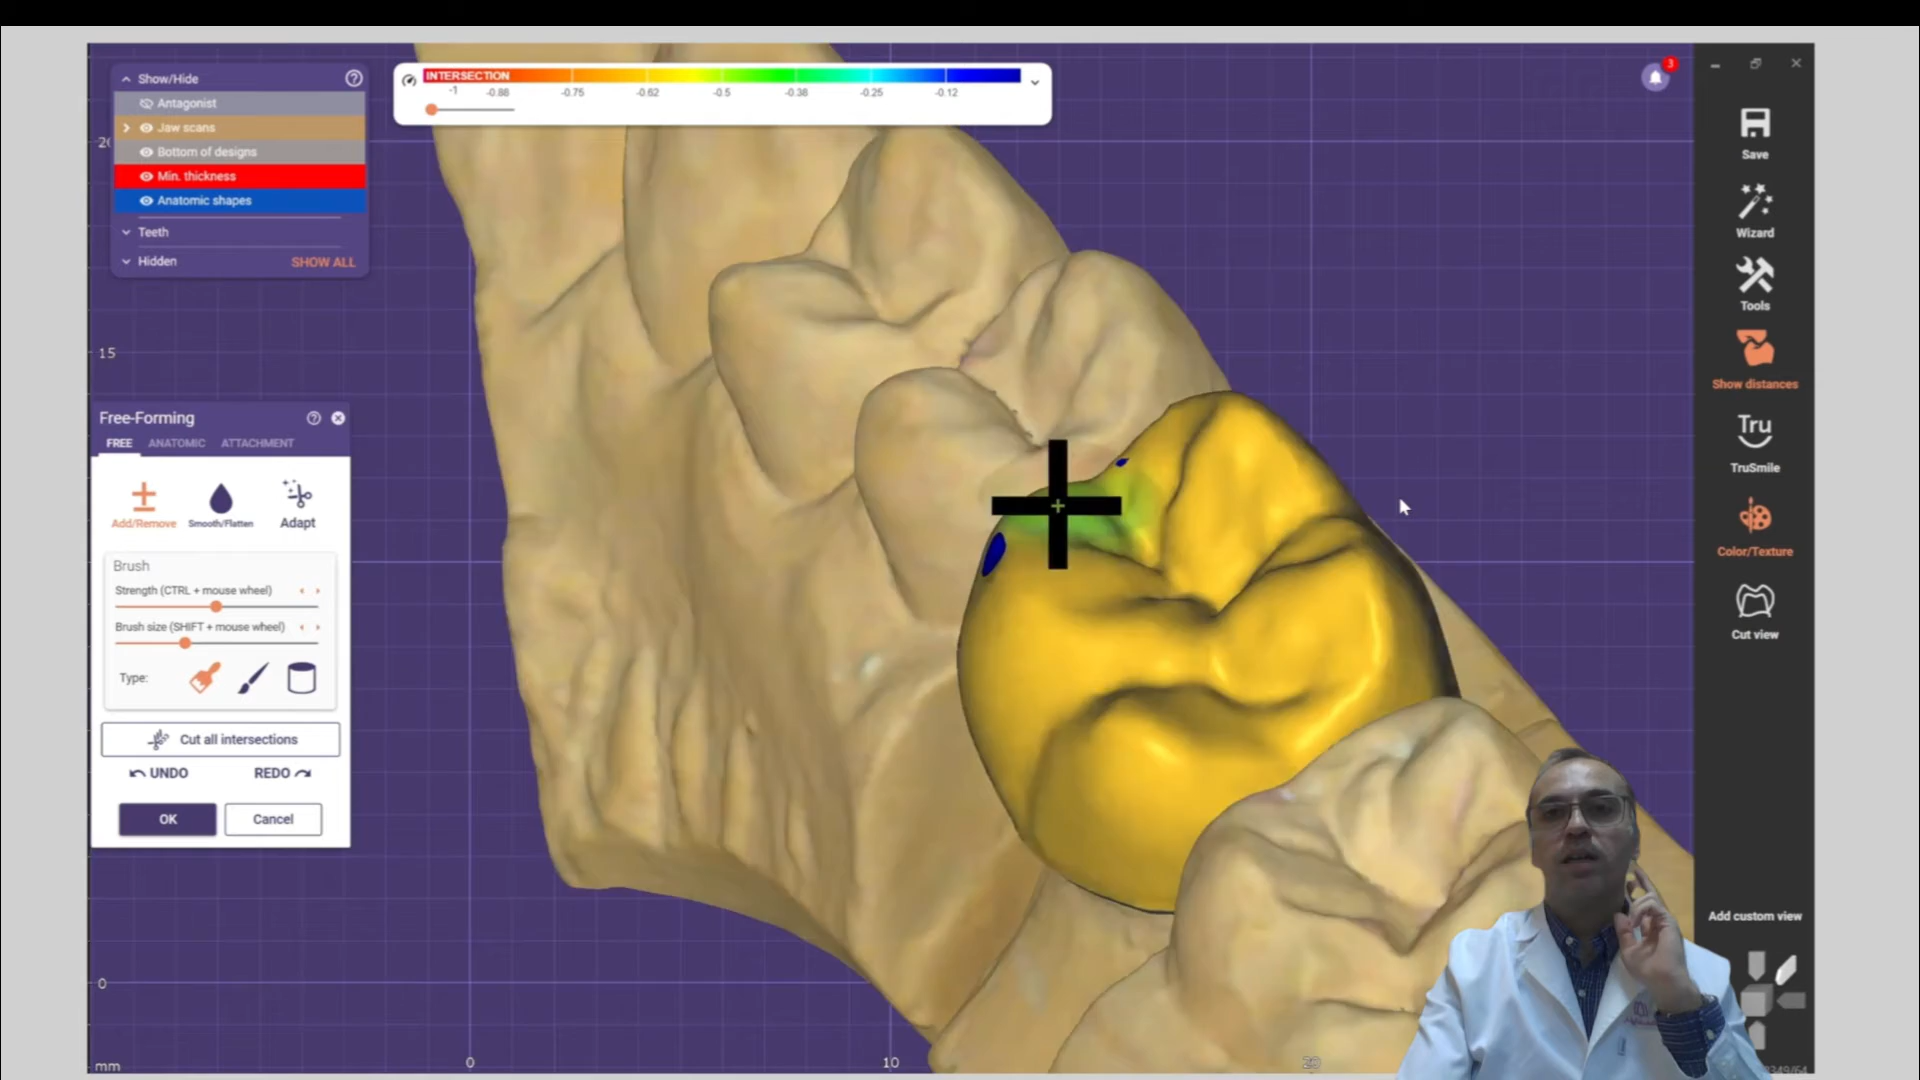 Show/Hide
Antagonist
Jaw scans
Bottom of designs
Min. thickness
Anatomic shapes
Teeth
Hidden
SHOW ALL
INTERSECTION
-1 -0.88 -0.75 -0.62 -0.5 -0.38 -0.25 -0.12
3
Save
Wizard
Tools
Show distances
Tru
TruSmile
Color/Texture
Cut view
Add custom view
Free-Forming
FREE ANATOMIC ATTACHMENT
Add/Remove Smooth/Flatten Adapt
Brush
Strength (CTRL + mouse wheel)
Brush size (SHIFT + mouse wheel)
Type:
Cut all intersections
UNDO REDO
OK Cancel
15
0
mm 0 10 20